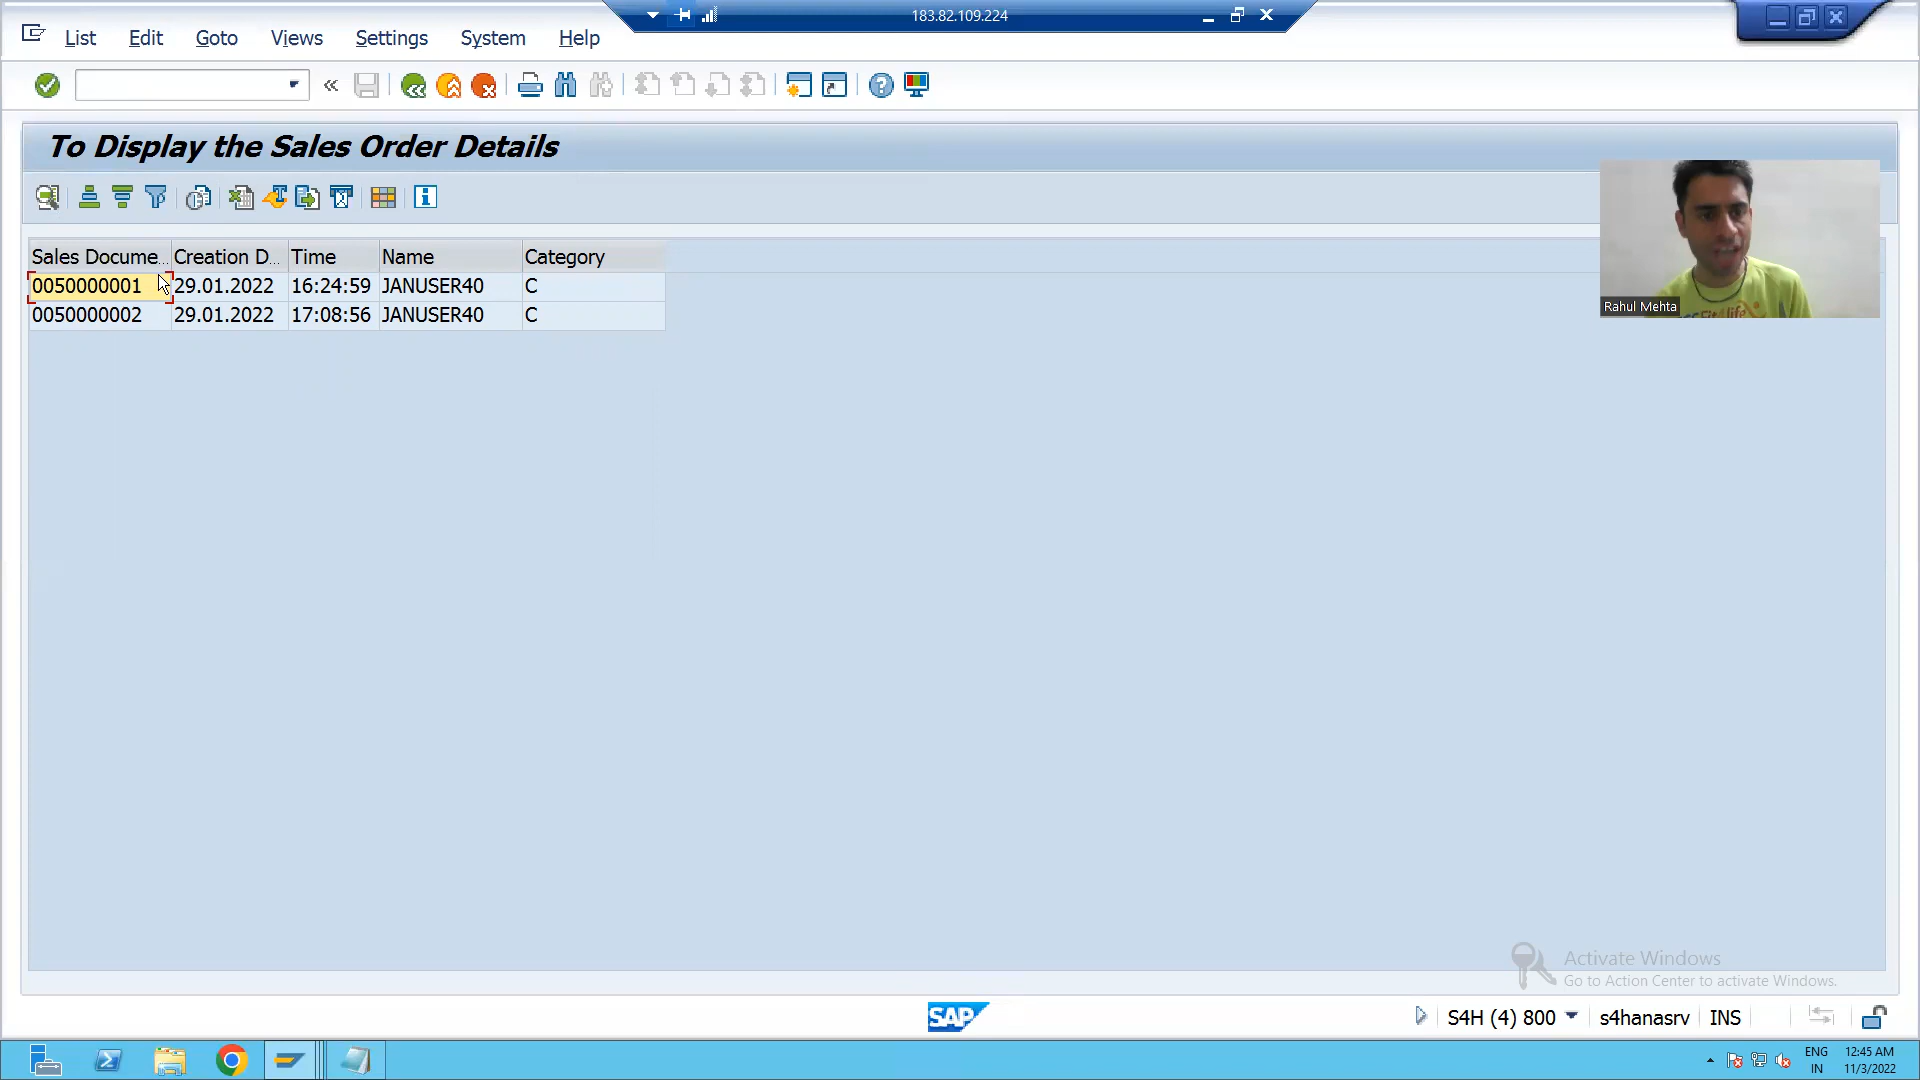 183.82.109.224
List Edit Goto Views Settings System Help
To Display the Sales Order Details
Sales Docume... Creation D... Time Name Category
0050000001 29.01.2022 16:24:59 JANUSER40 C
0050000002 29.01.2022 17:08:56 JANUSER40 C
Rahul Mehta
Activate Windows
Go to Action Center to activate Windows.
SAP S4H (4) 800 s4hanasrv INS
ENG 12:45 AM
IN 11/3/2022